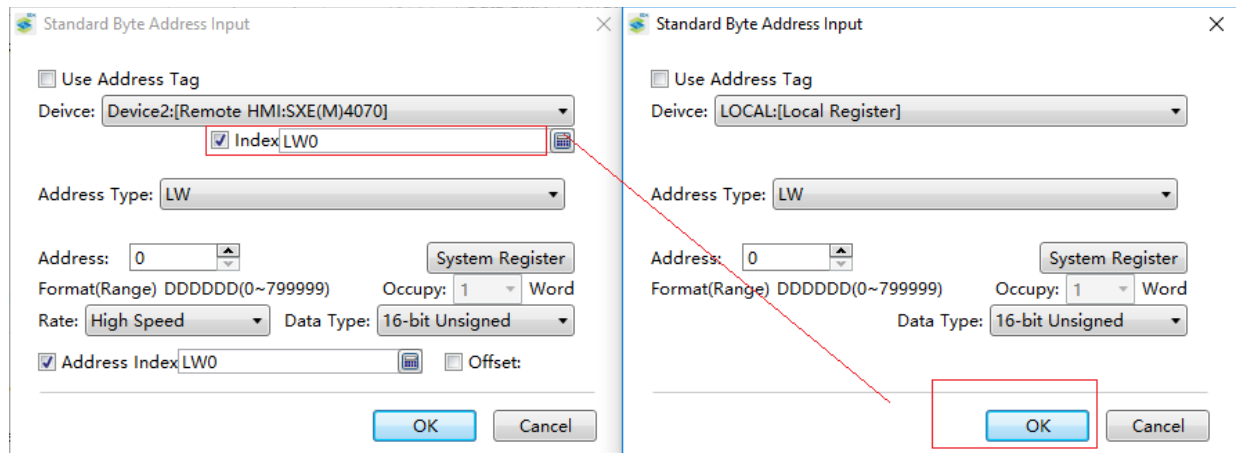 Standard Byte Address Input
Use Address Tag
Deivce: Device2:[Remote HMI:SXE(M)4070]
Index LW0
Address Type: LW
Address: 0 System Register
Format(Range) DDDDDD(0~799999) Occupy: 1 Word
Rate: High Speed Data Type: 16-bit Unsigned
Address Index LW0 Offset:
OK Cancel
Standard Byte Address Input
Use Address Tag
Deivce: LOCAL:[Local Register]
Address Type: LW
Address: 0 System Register
Format(Range) DDDDDD(0~799999) Occupy: 1 Word
Data Type: 16-bit Unsigned
OK Cancel